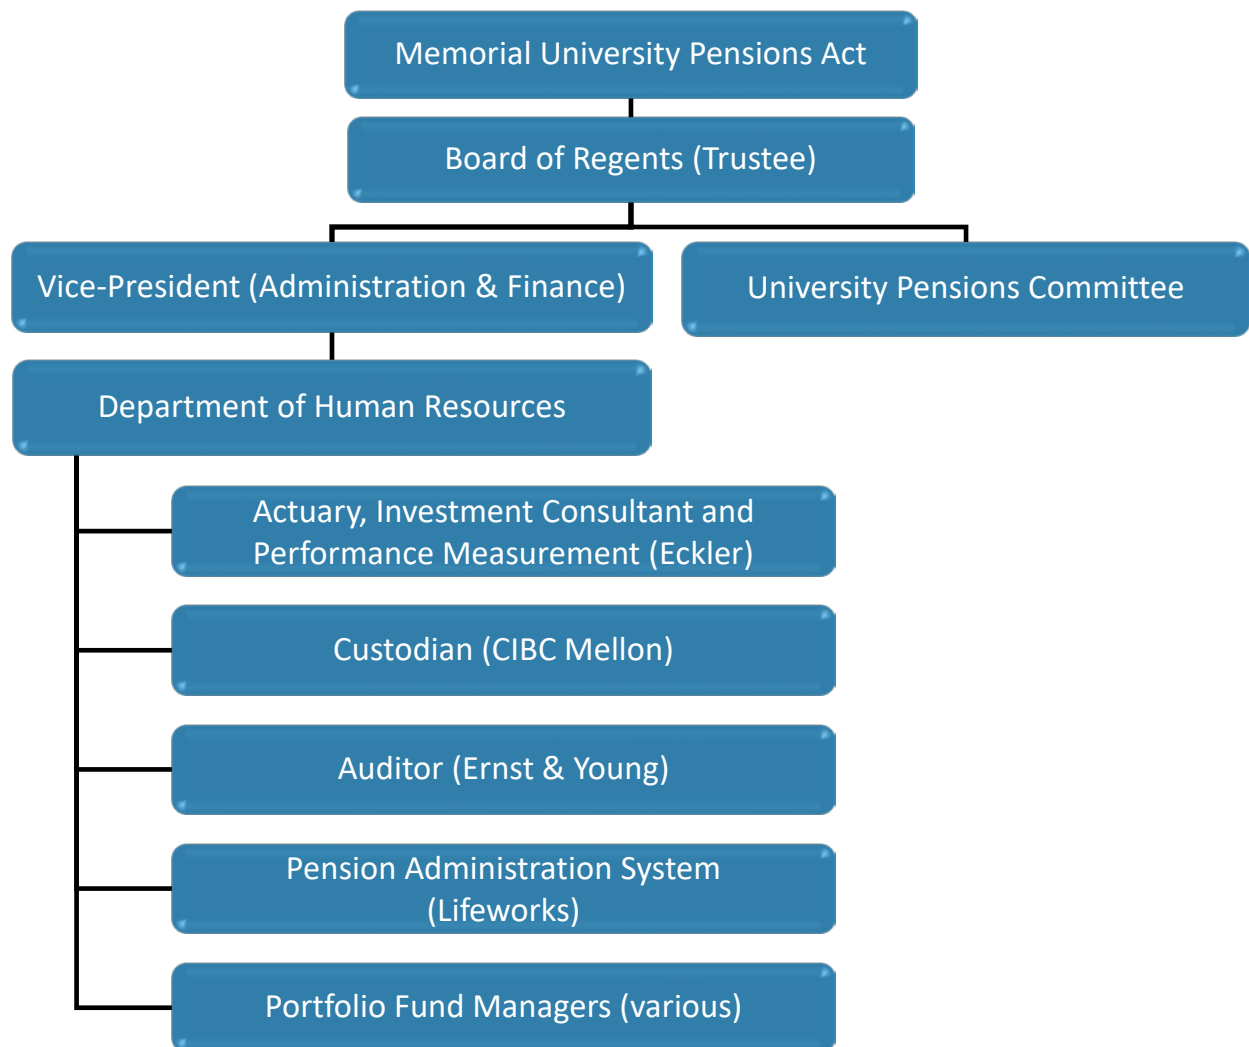 Memorial University Pensions Act
Board of Regents (Trustee)
Vice-President (Administration & Finance)
University Pensions Committee
Department of Human Resources
Actuary, Investment Consultant and
Performance Measurement (Eckler)
Custodian (CIBC Mellon)
Auditor (Ernst & Young)
Pension Administration System
(Lifeworks)
Portfolio Fund Managers (various)